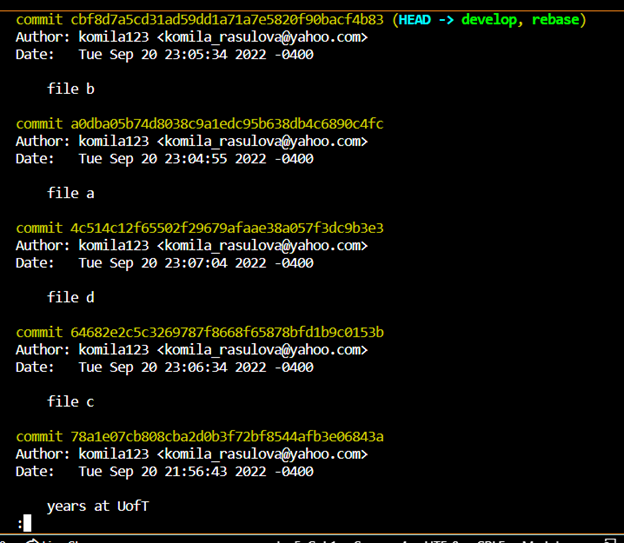 commit cbf8d7a5cd31ad59dd1a71a7e5820f90bacf4b83 (HEAD -> develop, rebase)
Author: komila123 <komila_rasulova@yahoo.com>
Date:   Tue Sep 20 23:05:34 2022 -0400
file b
commit a0dba05b74d8038c9a1edc95b638db4c6890c4fc
Author: komila123 <komila_rasulova@yahoo.com>
Date:   Tue Sep 20 23:04:55 2022 -0400
file a
commit 4c514c12f65502f29679afaae38a057f3dc9b3e3
Author: komila123 <komila_rasulova@yahoo.com>
Date:   Tue Sep 20 23:07:04 2022 -0400
file d
commit 64682e2c5c3269787f8668f65878bfd1b9c0153b
Author: komila123 <komila_rasulova@yahoo.com>
Date:   Tue Sep 20 23:06:34 2022 -0400
file c
commit 78a1e07cb808cba2d0b3f72bf8544afb3e06843a
Author: komila123 <komila_rasulova@yahoo.com>
Date:   Tue Sep 20 21:56:43 2022 -0400
years at UofT
: